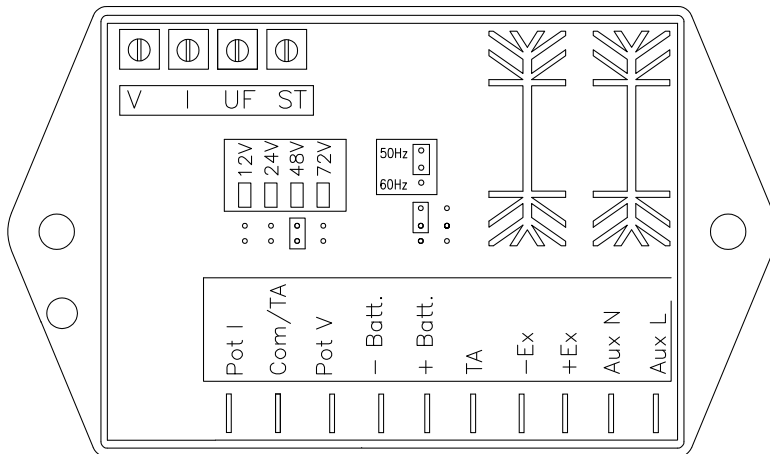 V I UF ST
12V
24V
48V
72V
50Hz
60Hz
Pot I
Com/TA
Pot V
- Batt.
+ Batt.
TA
-Ex
+Ex
Aux N
Aux L